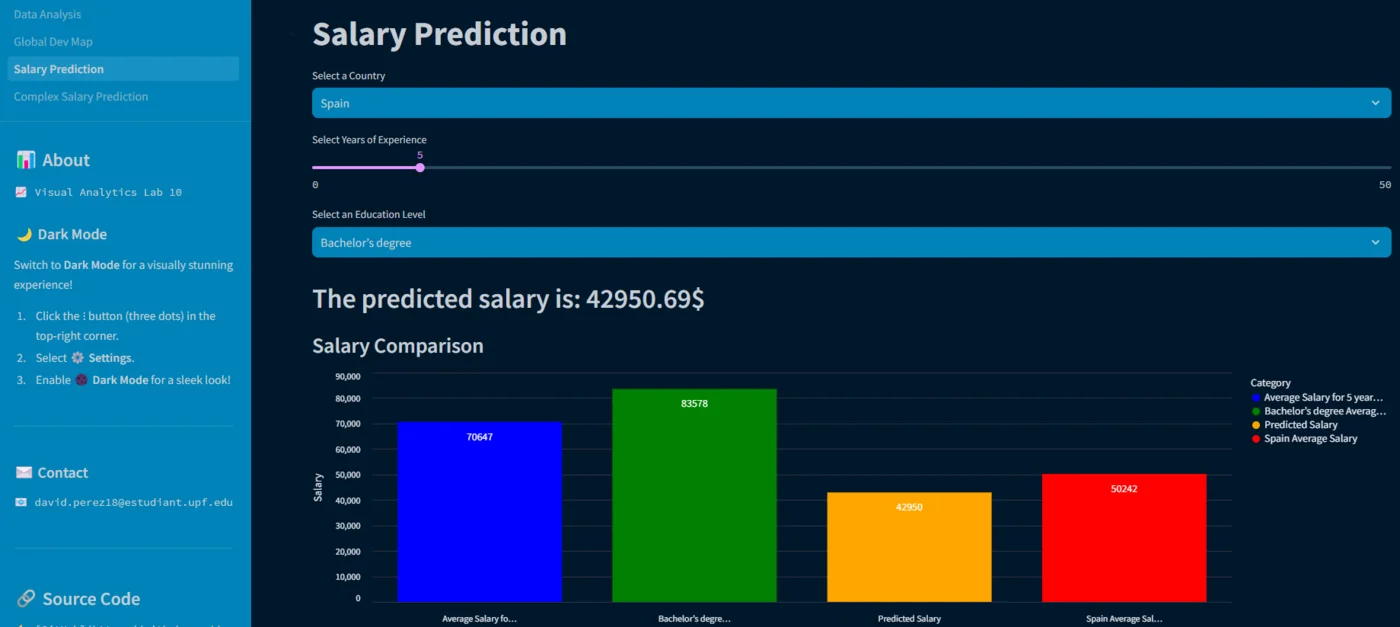 Data Analysis
Global Dev Map
Salary Prediction
Complex Salary Prediction
📊 About
📈 Visual Analytics Lab 10
🌙 Dark Mode
Switch to Dark Mode for a visually stunning
experience!
1. Click the ⋮ button (three dots) in the
top-right corner.
2. Select ⚙️ Settings.
3. Enable 🌑 Dark Mode for a sleek look!
✉️ Contact
📧 david.perez18@estudiant.upf.edu
🔗 Source Code
Salary Prediction
Select a Country
Spain
Select Years of Experience
5
0
50
Select an Education Level
Bachelor’s degree
The predicted salary is: 42950.69$
Salary Comparison
90,000
80,000
70,000
60,000
50,000
40,000
30,000
20,000
10,000
0
Salary
70647
83578
42950
50242
Average Salary fo…
Bachelor’s degre…
Predicted Salary
Spain Average Sal…
Category
Average Salary for 5 year…
Bachelor’s degree Averag…
Predicted Salary
Spain Average Salary